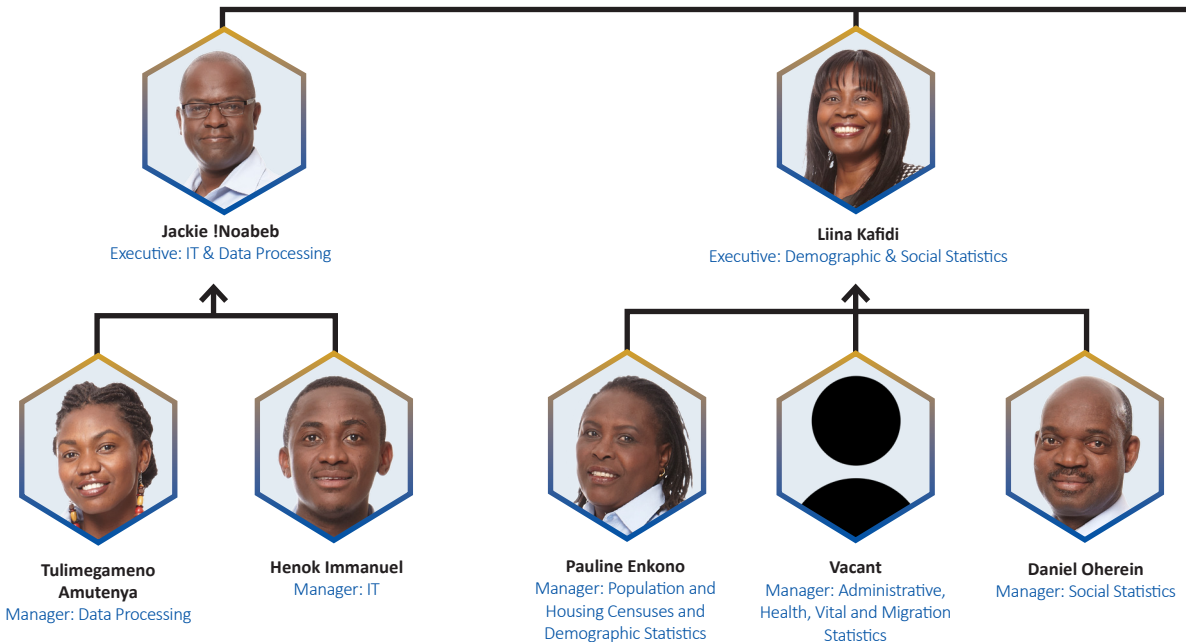 Jackie !Noabeb
Executive: IT & Data Processing
Liina Kafidi
Executive: Demographic & Social Statistics
Tulimegameno
Amutenya
Manager: Data Processing
Henok Immanuel
Manager: IT
Pauline Enkono
Manager: Population and
Housing Censuses and
Demographic Statistics
Vacant
Manager: Administrative,
Health, Vital and Migration
Statistics
Daniel Oherein
Manager: Social Statistics